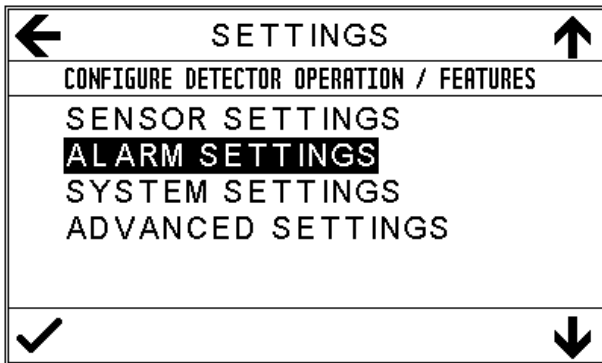 SETTINGS
CONFIGURE DETECTOR OPERATION / FEATURES
SENSOR SETTINGS
ALARM SETTINGS
SYSTEM SETTINGS
ADVANCED SETTINGS